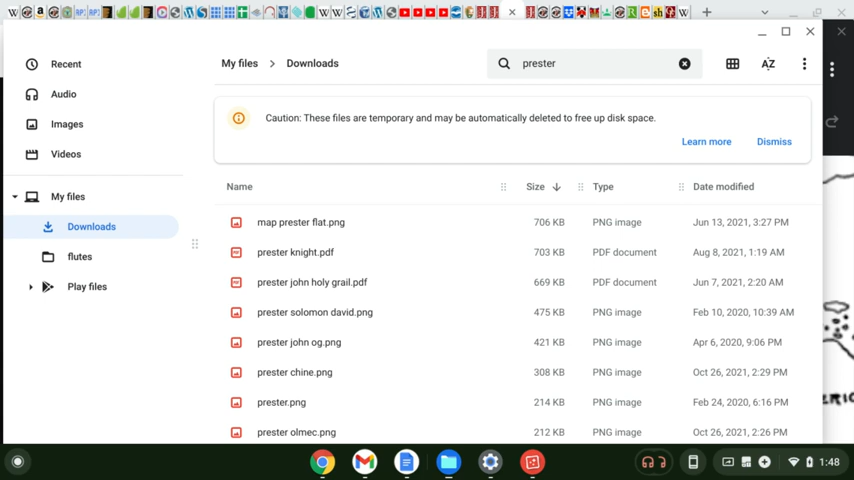 Recent
My files > Downloads
prester
AZ
Audio
Images
Caution: These files are temporary and may be automatically deleted to free up disk space.
Learn more Dismiss
Videos
My files
Downloads
flutes
Play files
Name Size Type Date modified
map prester flat.png 706 KB PNG image Jun 13, 2021, 3:27 PM
prester knight.pdf 703 KB PDF document Aug 8, 2021, 1:19 AM
prester john holy grail.pdf 669 KB PDF document Jun 7, 2021, 2:20 AM
prester solomon david.png 475 KB PNG image Feb 10, 2020, 10:39 AM
prester john og.png 421 KB PNG image Apr 6, 2020, 9:06 PM
prester chine.png 308 KB PNG image Oct 26, 2021, 2:29 PM
prester.png 214 KB PNG image Feb 24, 2020, 6:16 PM
prester olmec.png 212 KB PNG image Oct 26, 2021, 2:26 PM
1:48